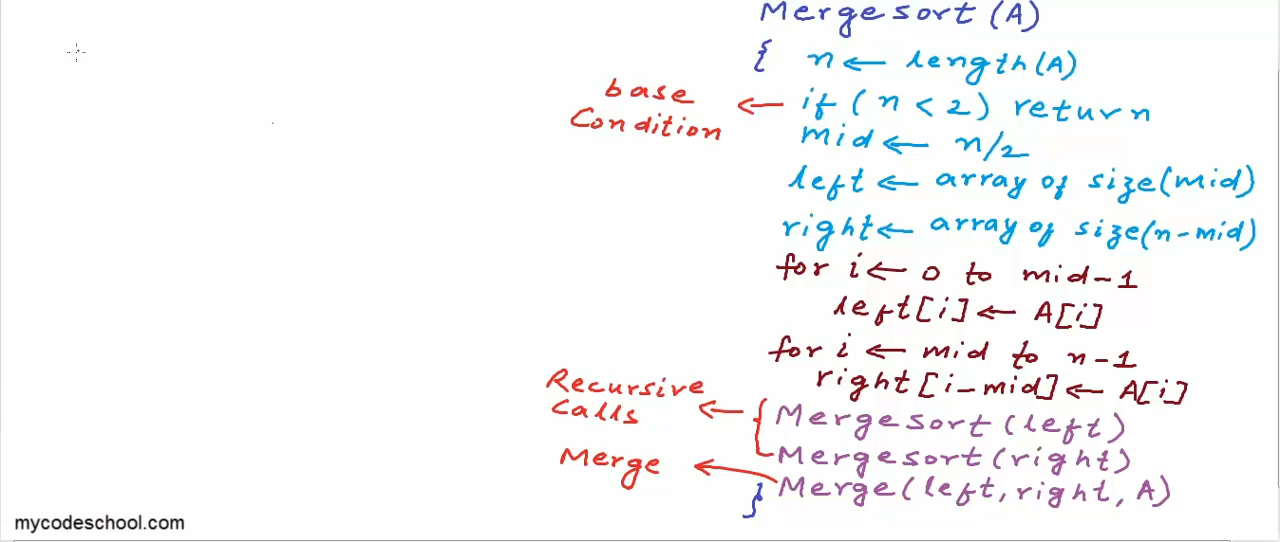 Mergesort(A)
{ n ← length(A)
base
Condition
← if (n < 2) return n
mid ← n/2
left ← array of size(mid)
right ← array of size(n-mid)
for i ← 0 to mid-1
left[i] ← A[i]
for i ← mid to n-1
right[i-mid] ← A[i]
Recursive
Calls
← { Mergesort(left)
Mergesort(right)
Merge ← Merge(left, right, A)
}
mycodeschool.com